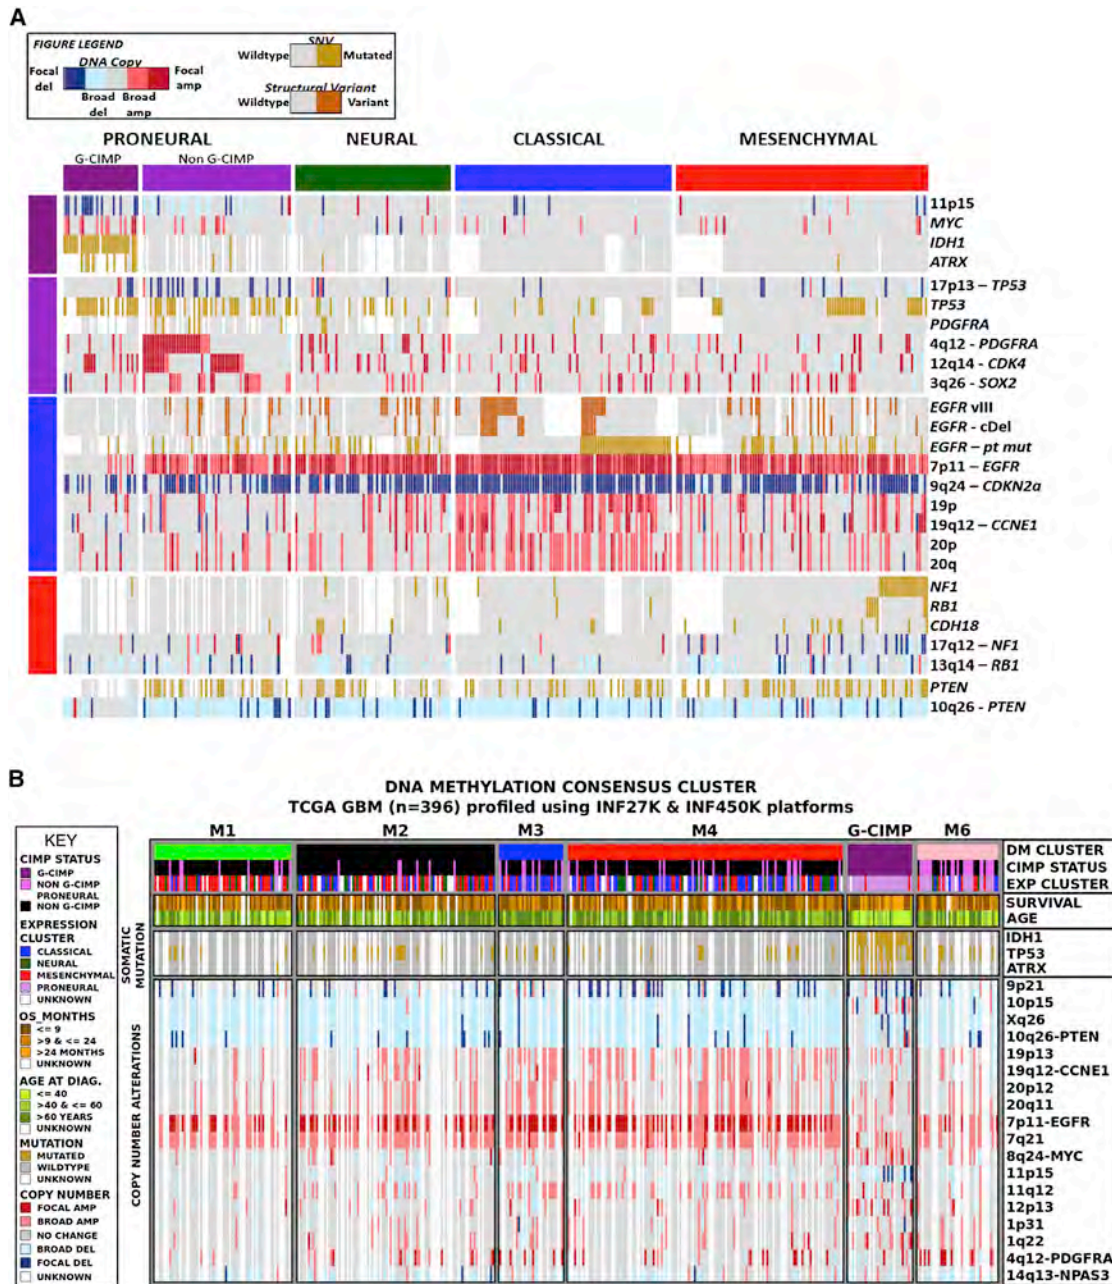 A
FIGURE LEGEND
DNA Copy
Focal del
Focal amp
Broad del
Broad amp
SNV
Wildtype
Mutated
Structural Variant
Wildtype
Variant
PRONEURAL
NEURAL
CLASSICAL
MESENCHYMAL
G-CIMP
Non G-CIMP
11p15
MYC
IDH1
ATRX
17p13 – TP53
TP53
PDGFRA
4q12 - PDGFRA
12q14 - CDK4
3q26 - SOX2
EGFR vIII
EGFR - cDel
EGFR – pt mut
7p11 – EGFR
9q24 – CDKN2a
19p
19q12 – CCNE1
20p
20q
NF1
RB1
CDH18
17q12 – NF1
13q14 – RB1
PTEN
10q26 - PTEN
B
DNA METHYLATION CONSENSUS CLUSTER
TCGA GBM (n=396) profiled using INF27K & INF450K platforms
M1
M2
M3
M4
G-CIMP
M6
KEY
CIMP STATUS
G-CIMP
NON G-CIMP
PRONEURAL
NON G-CIMP
EXPRESSION
CLUSTER
CLASSICAL
NEURAL
MESENCHYMAL
PRONEURAL
UNKNOWN
OS_MONTHS
<= 9
>9 & <= 24
>24 MONTHS
UNKNOWN
AGE AT DIAG.
<= 40
>40 & <= 60
>60 YEARS
UNKNOWN
MUTATION
MUTATED
WILDTYPE
UNKNOWN
COPY NUMBER
FOCAL AMP
BROAD AMP
NO CHANGE
BROAD DEL
FOCAL DEL
UNKNOWN
SOMATIC
MUTATION
COPY NUMBER ALTERATIONS
DM CLUSTER
CIMP STATUS
EXP CLUSTER
SURVIVAL
AGE
IDH1
TP53
ATRX
9p21
10p15
Xq26
10q26-PTEN
19p13
19q12-CCNE1
20p12
20q11
7p11-EGFR
7q21
8q24-MYC
11p15
11q12
12p13
1p31
1q22
4q12-PDGFRA
14q13-NPAS3